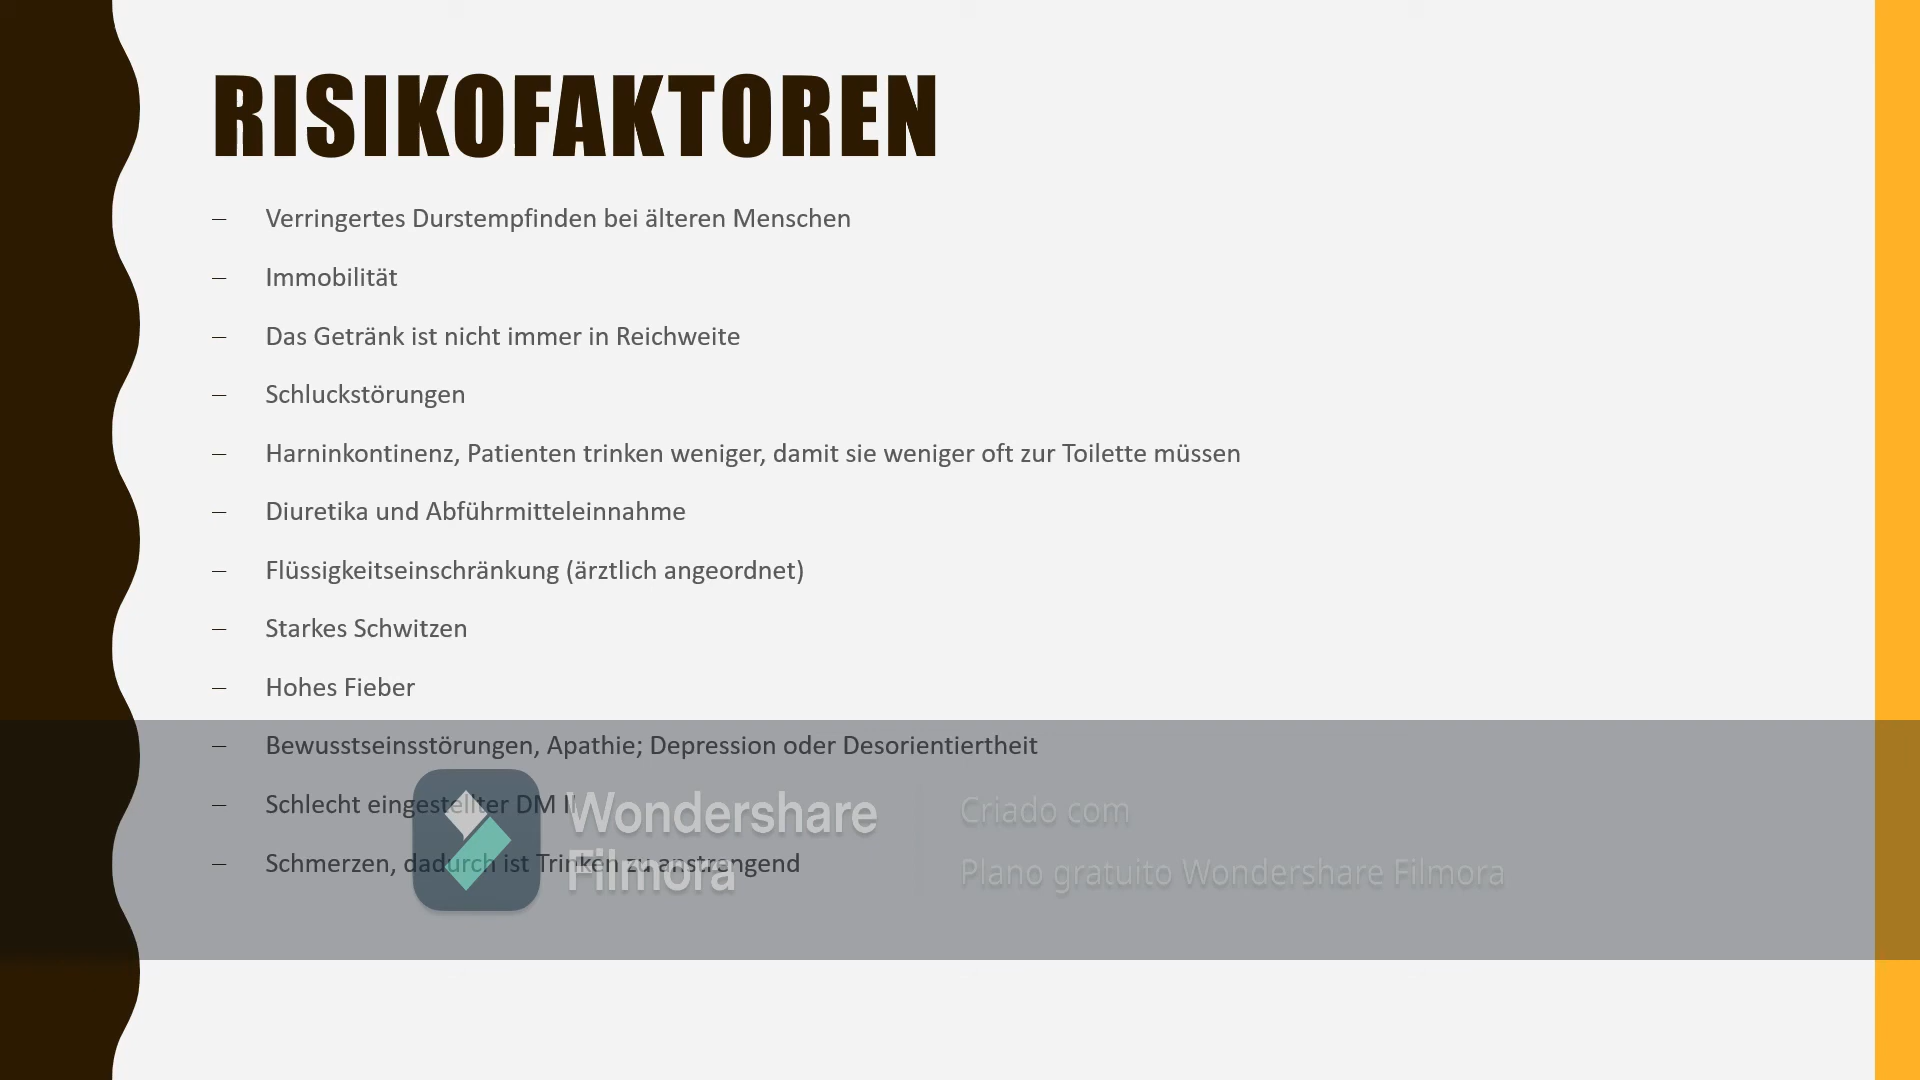 RISIKOFAKTOREN
– Verringertes Durstempfinden bei älteren Menschen
– Immobilität
– Das Getränk ist nicht immer in Reichweite
– Schluckstörungen
– Harninkontinenz, Patienten trinken weniger, damit sie weniger oft zur Toilette müssen
– Diuretika und Abführmitteleinnahme
– Flüssigkeitseinschränkung (ärztlich angeordnet)
– Starkes Schwitzen
– Hohes Fieber
– Bewusstseinsstörungen, Apathie; Depression oder Desorientiertheit
– Schlecht eingestellter DM
– Schmerzen, dadurch ist Trinken zu anstrengend
Wondershare
Filmora
Criado com
Plano gratuito Wondershare Filmora